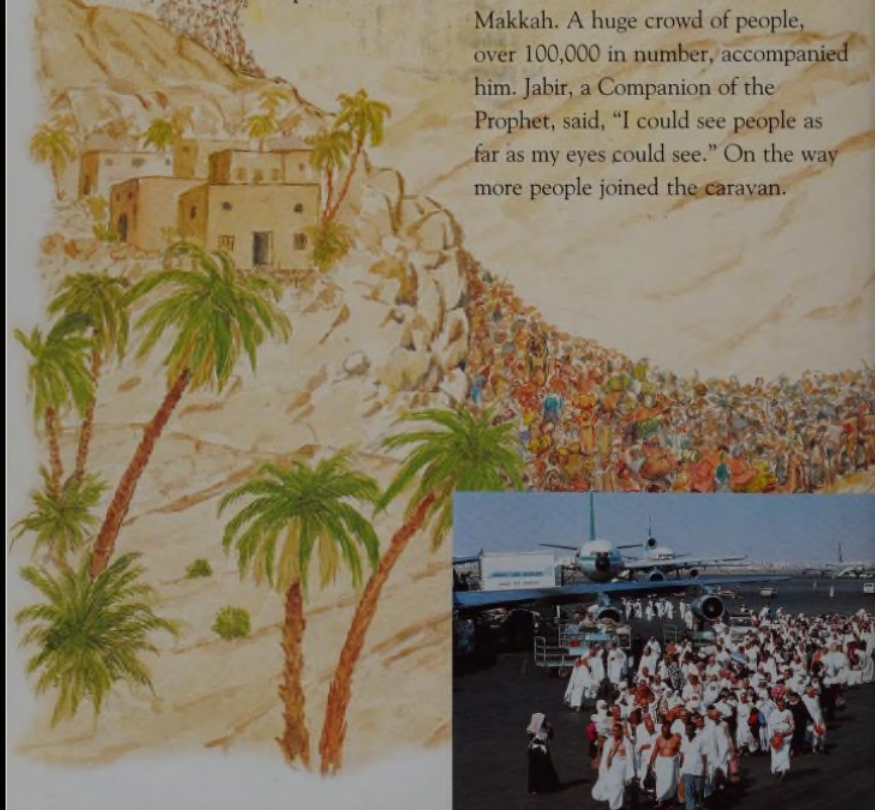 Makkah. A huge crowd of people,
over 100,000 in number, accompanied
him. Jabir, a Companion of the
Prophet, said, “I could see people as
far as my eyes could see.” On the way
more people joined the caravan.